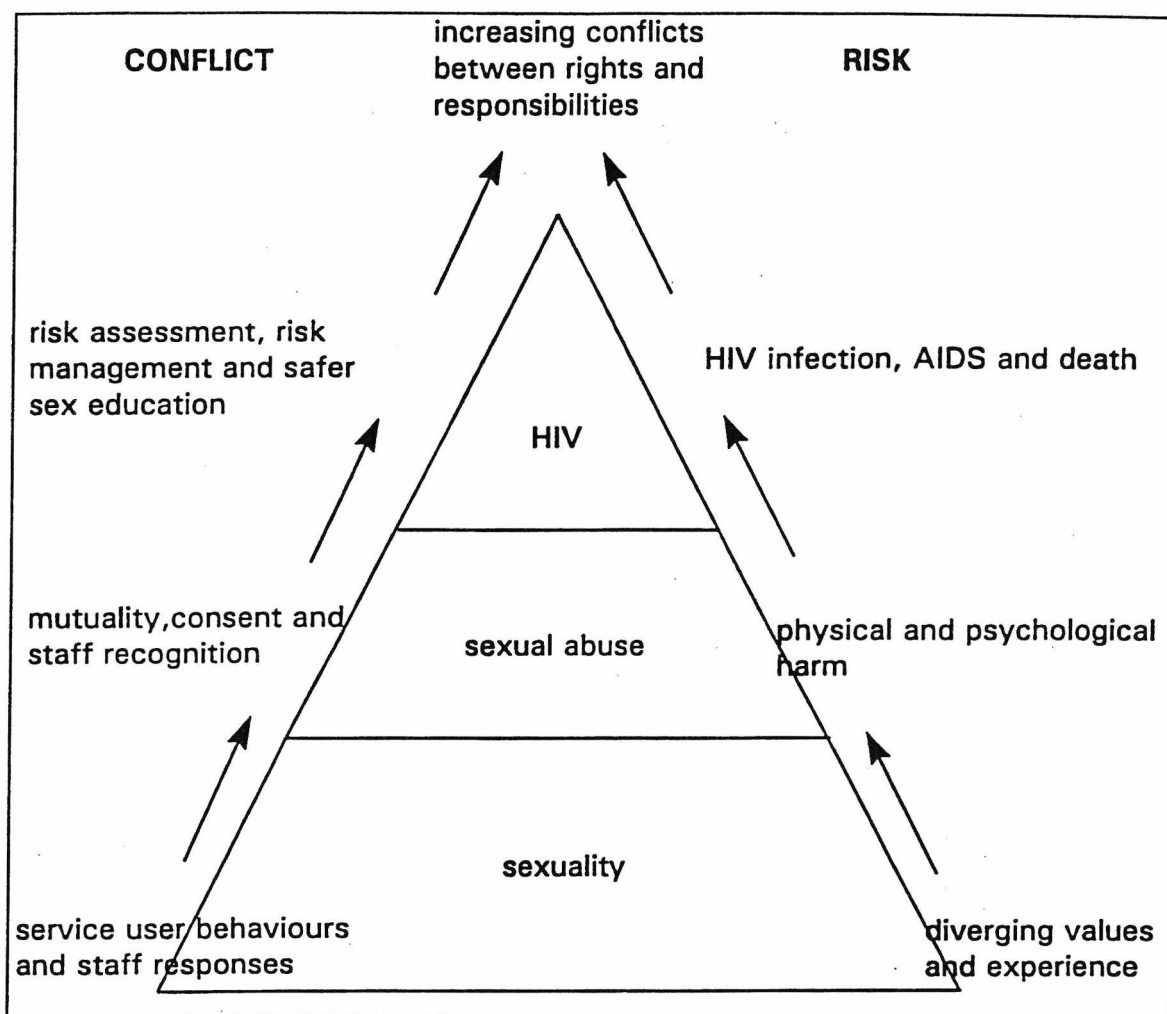 CONFLICT
increasing conflicts
between rights and
responsibilities
RISK
risk assessment, risk
management and safer
sex education
HIV infection, AIDS and death
HIV
mutuality,consent and
staff recognition
sexual abuse
physical and psychological
harm
sexuality
service user behaviours
and staff responses
diverging values
and experience